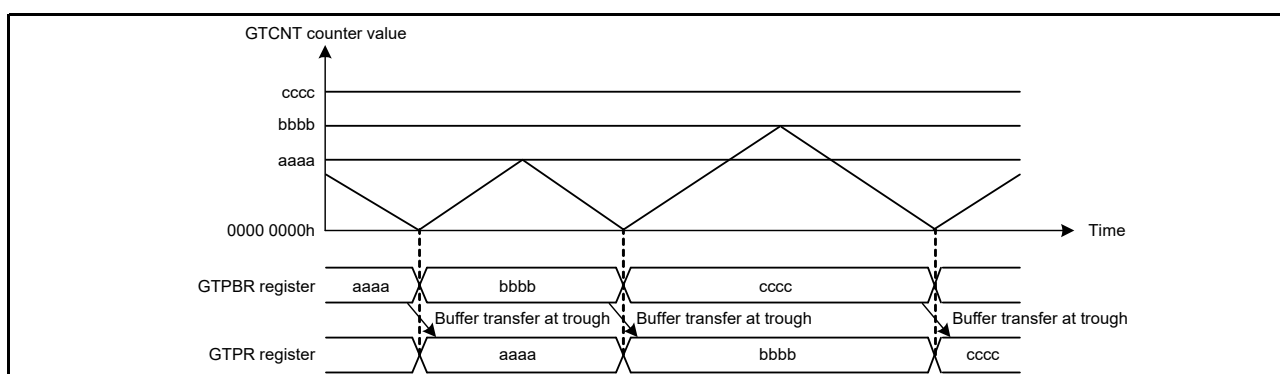 GTCNT counter value
cccc
bbbb
aaaa
0000 0000h
Time
GTPBR register aaaa bbbb cccc
Buffer transfer at trough Buffer transfer at trough Buffer transfer at trough
GTPR register aaaa bbbb cccc